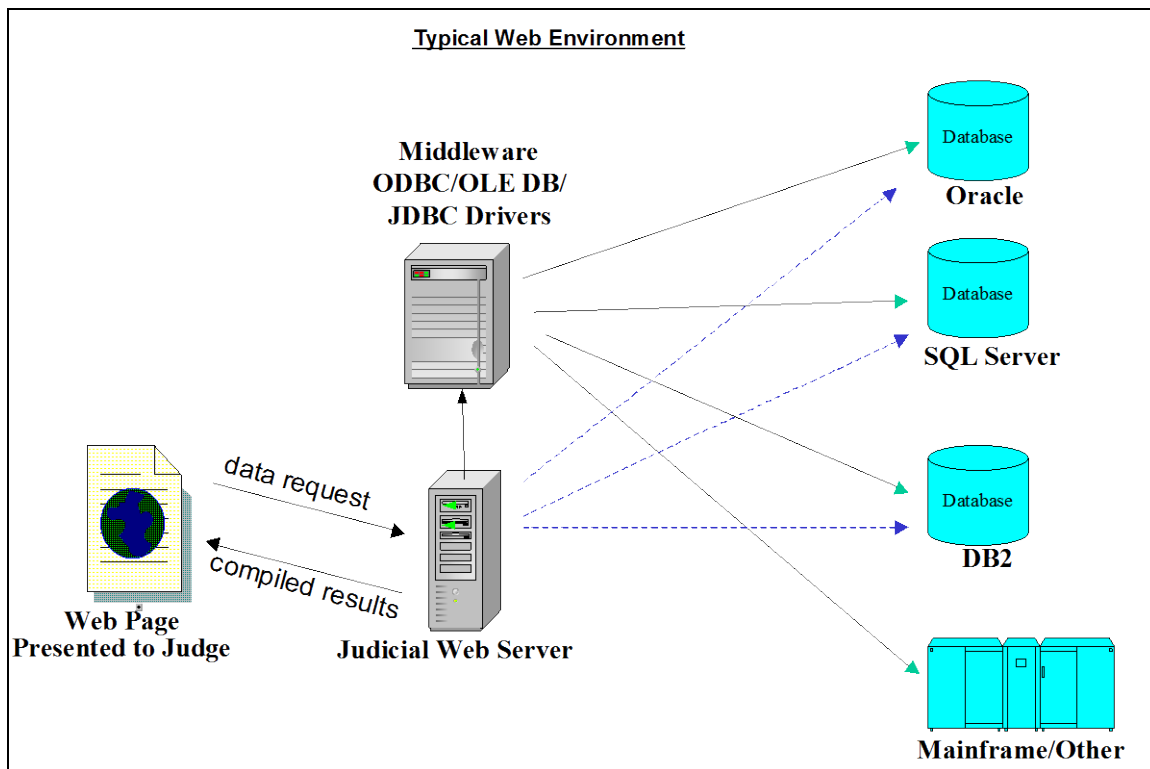 Typical Web Environment
Middleware
ODBC/OLE DB/
JDBC Drivers
Database
Oracle
Database
SQL Server
Database
DB2
Mainframe/Other
data request
compiled results
Web Page
Presented to Judge
Judicial Web Server